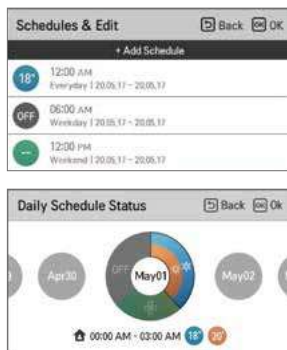 Schedules & Edit Back OK OK
+ Add Schedule
18° 12:00 AM
Everyday | 20.05.17 - 20.05.17
OFF 06:00 AM
Weekday | 20.05.17 - 20.05.17
12:00 PM
Weekend | 20.05.17 - 20.05.17
Daily Schedule Status Back OK Ok
Apr30 OFF May01 May02
00:00 AM - 03:00 AM 18° 20°